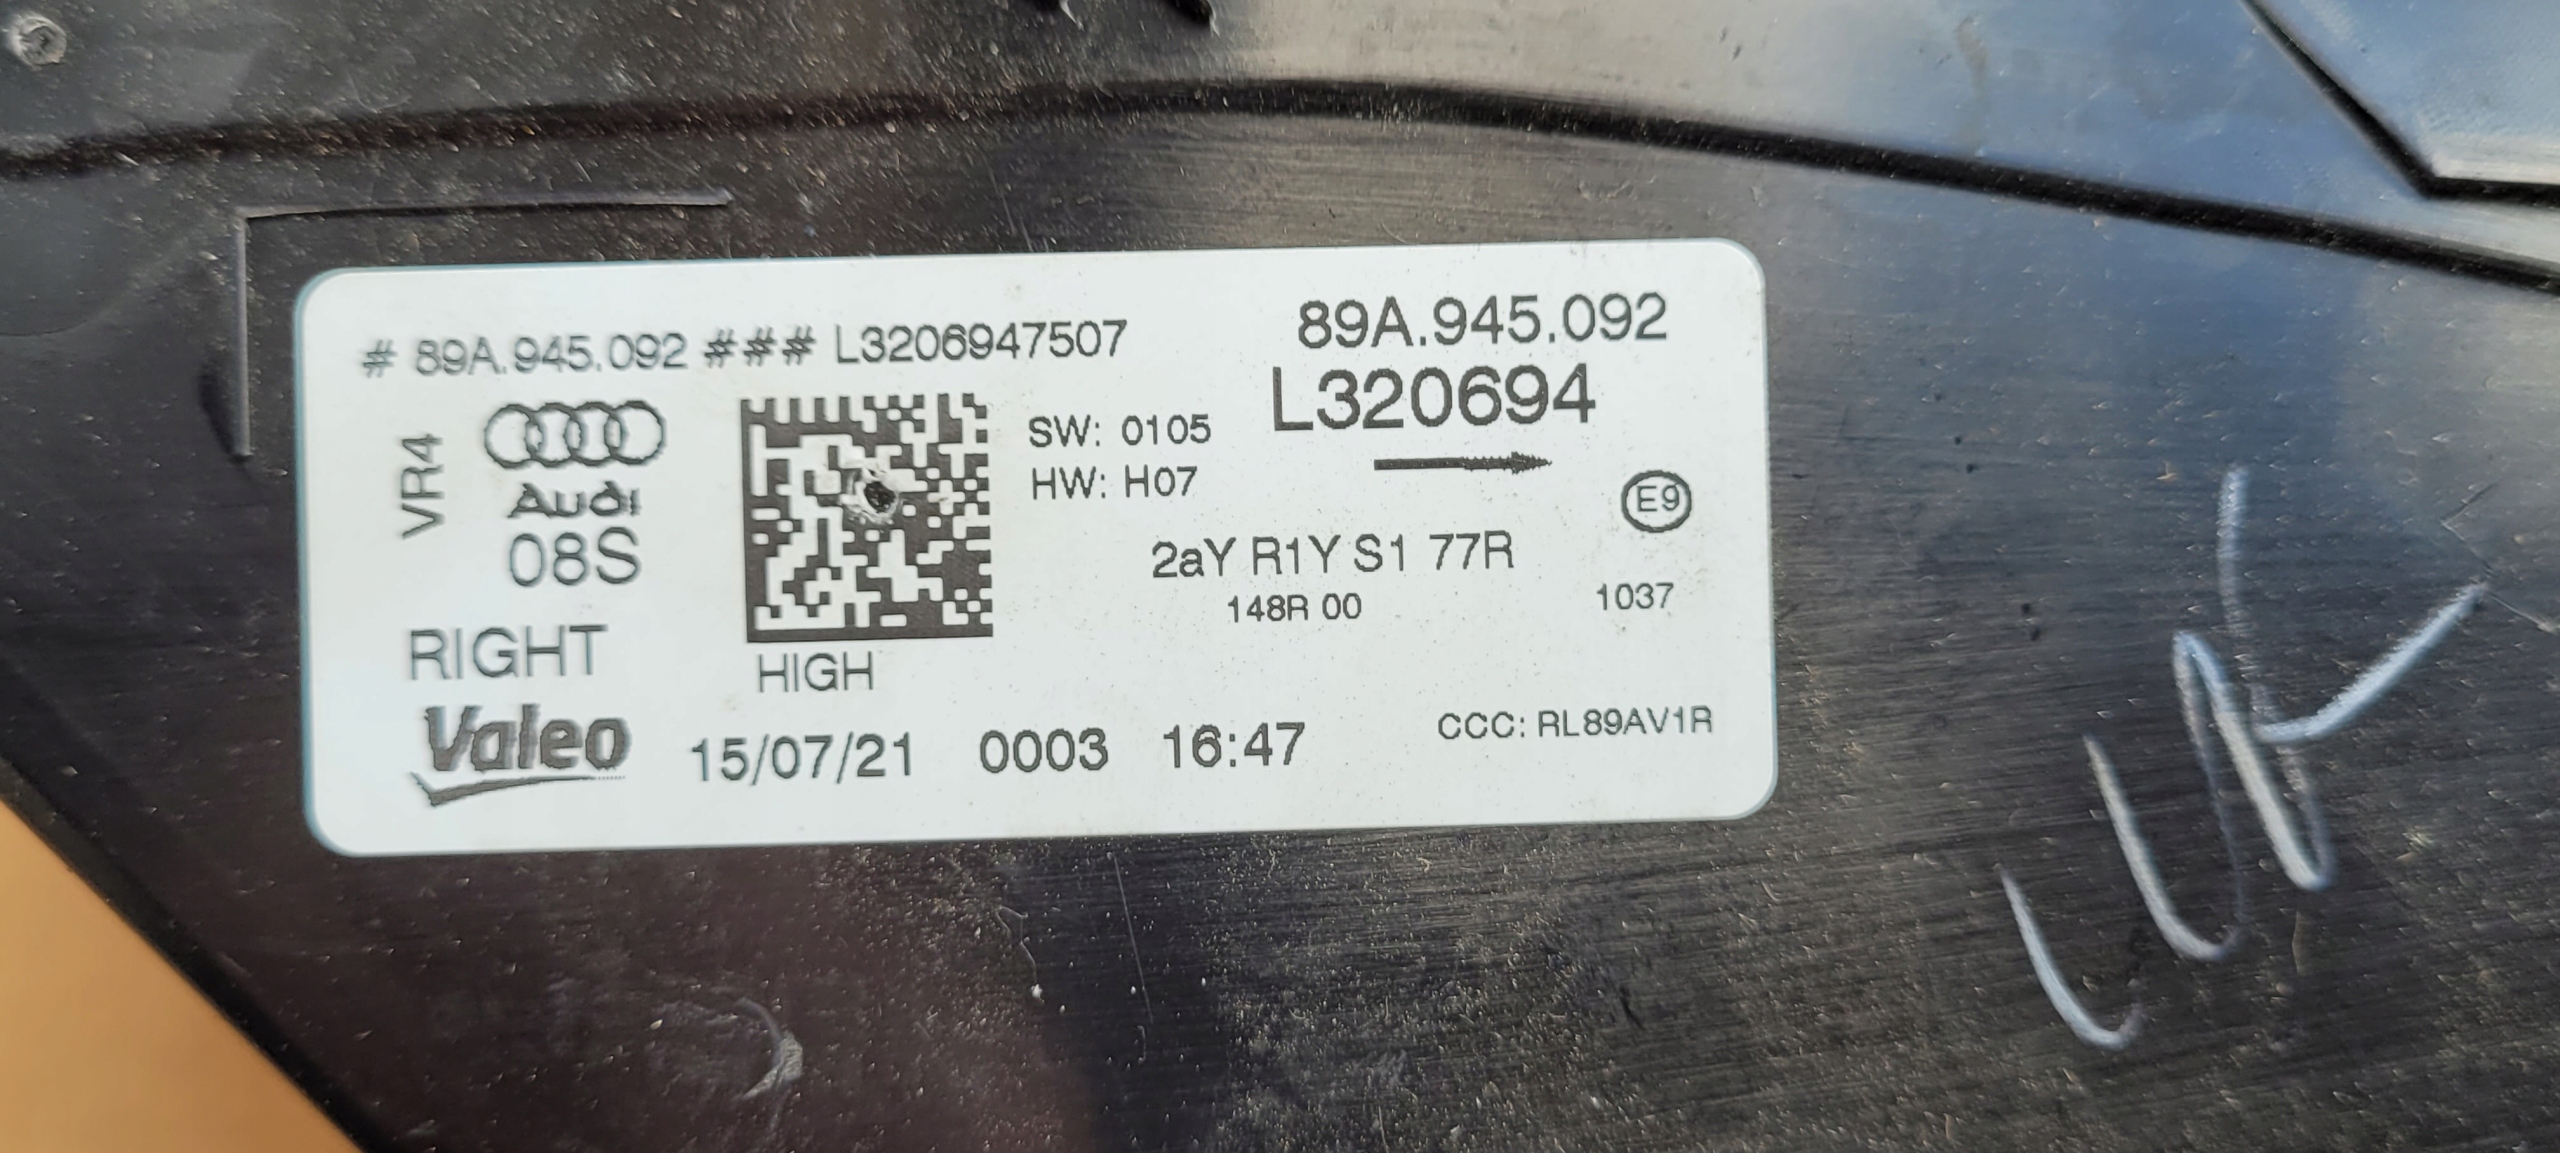 # 89A.945.092 ### L3206947507
89A.945.092
L320694
VR4
Audi
08S
SW: 0105
HW: H07
E9
2aY R1Y S1 77R
148R 00
1037
RIGHT
HIGH
Valeo
15/07/21 0003 16:47
CCC: RL89AV1R